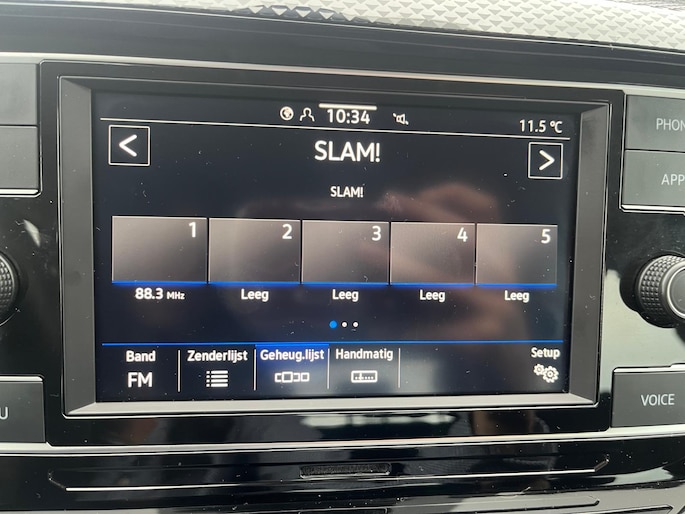 10:34
11.5 °C
<
SLAM!
>
SLAM!
1 2 3 4 5
88.3 MHz Leeg Leeg Leeg Leeg
Band Zenderlijst Geheug.lijst Handmatig Setup
FM
PHON
APP
VOICE
U